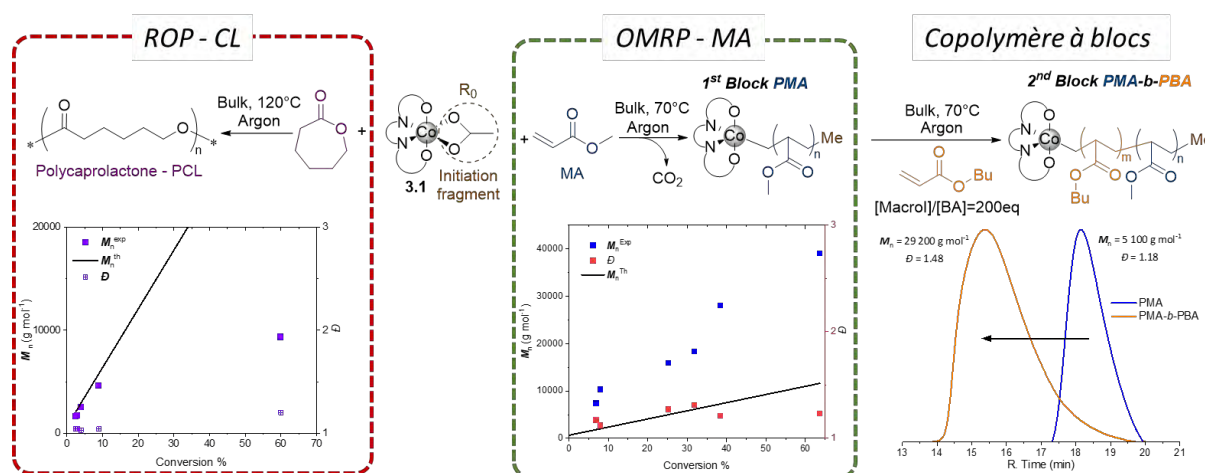 ROP - CL
OMRP - MA
Copolymère à blocs
O
O
n
*
*
Polycaprolactone - PCL
Bulk, 120°C
Argon
O
O
+
R0
O
N
N
Co
O
O
O
3.1
Initiation
fragment
+
O
O
MA
Bulk, 70°C
Argon
CO2
1st Block PMA
O
N
N
Co
O
Me
n
O
O
Bulk, 70°C
Argon
O
O
Bu
[MacroI]/[BA]=200eq
2nd Block PMA-b-PBA
O
N
N
Co
O
Me
m
n
O
O
Bu
O
O
20000
10000
0
Mn (g mol-1)
Mnexp
Mnth
Đ
3
2
1
Đ
0 10 20 30 40 50 60 70
Conversion %
40000
30000
20000
10000
0
Mn (g mol-1)
MnExp
Đ
MnTh
3
2
1
Đ
0 10 20 30 40 50 60
Conversion %
Mn = 29 200 g mol-1
Đ = 1.48
Mn = 5 100 g mol-1
Đ = 1.18
PMA
PMA-b-PBA
13 14 15 16 17 18 19 20 21
R. Time (min)